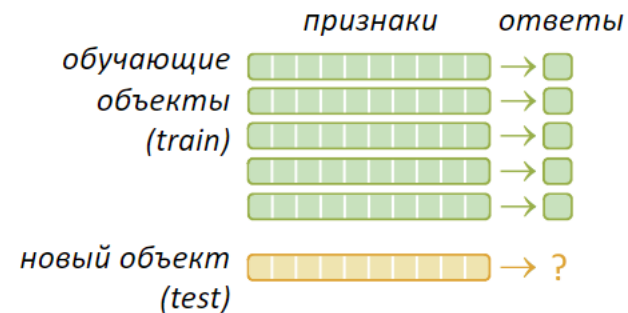 признаки ответы
обучающие
объекты
(train)
новый объект
(test)
?